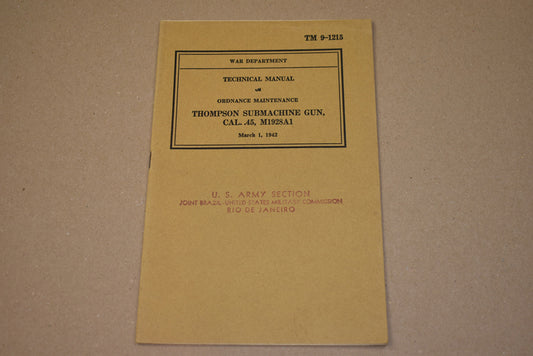 TM 9-1215
WAR DEPARTMENT
TECHNICAL MANUAL
ORDNANCE MAINTENANCE
THOMPSON SUBMACHINE GUN,
CAL. .45, M1928A1
March 1, 1942
U. S. ARMY SECTION
JOINT BRAZIL-UNITED STATES MILITARY COMMISSION
RIO DE JANEIRO